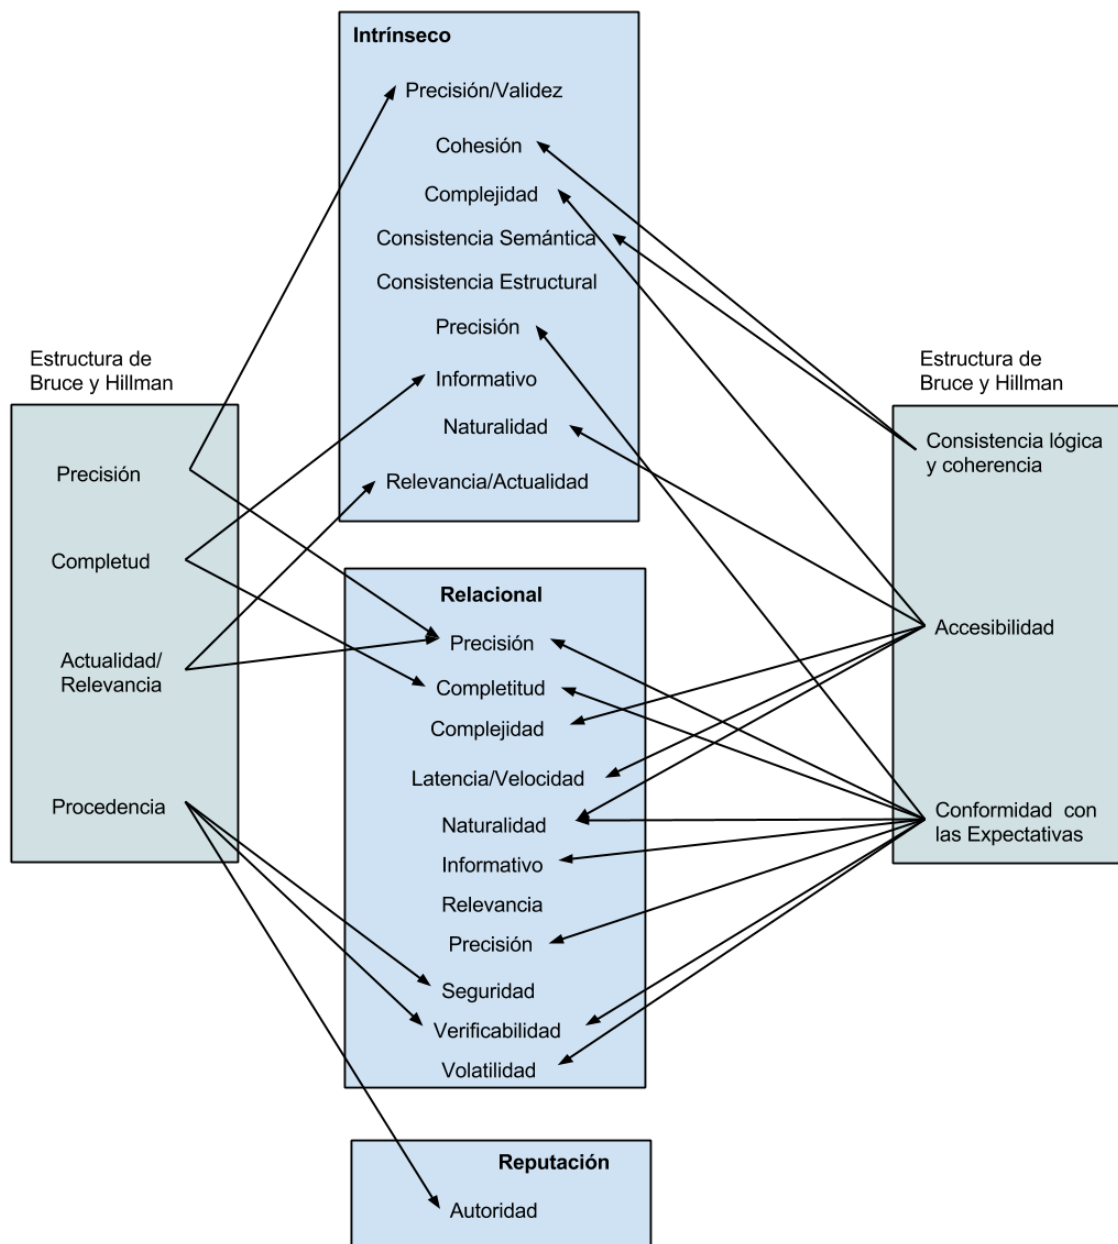 Intrínseco
Precisión/Validez
Cohesión
Complejidad
Consistencia Semántica
Consistencia Estructural
Precisión
Informativo
Naturalidad
Relevancia/Actualidad
Estructura de
Bruce y Hillman
Precisión
Completud
Actualidad/
Relevancia
Procedencia
Relacional
Precisión
Completitud
Complejidad
Latencia/Velocidad
Naturalidad
Informativo
Relevancia
Precisión
Seguridad
Verificabilidad
Volatilidad
Reputación
Autoridad
Estructura de
Bruce y Hillman
Consistencia lógica
y coherencia
Accesibilidad
Conformidad con
las Expectativas